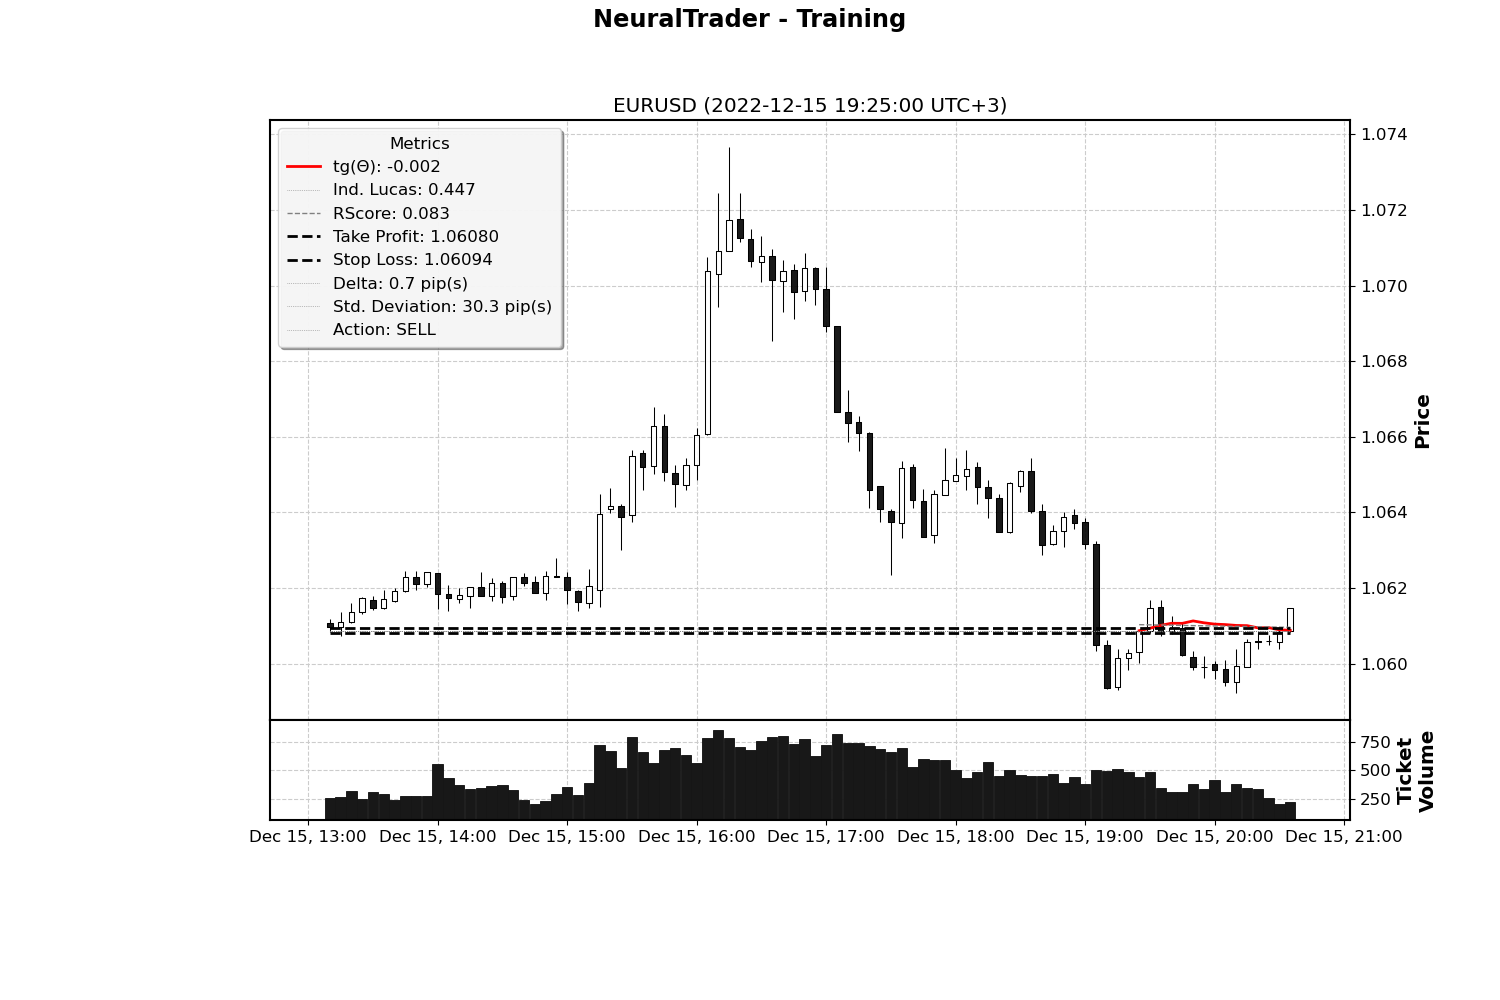 NeuralTrader - Training
EURUSD (2022-12-15 19:25:00 UTC+3)
Metrics
tg(Θ): -0.002
Ind. Lucas: 0.447
RScore: 0.083
Take Profit: 1.06080
Stop Loss: 1.06094
Delta: 0.7 pip(s)
Std. Deviation: 30.3 pip(s)
Action: SELL
1.074
1.072
1.070
1.068
1.066
1.064
1.062
1.060
Price
750
500
250
Ticket
Volume
Dec 15, 13:00
Dec 15, 14:00
Dec 15, 15:00
Dec 15, 16:00
Dec 15, 17:00
Dec 15, 18:00
Dec 15, 19:00
Dec 15, 20:00
Dec 15, 21:00